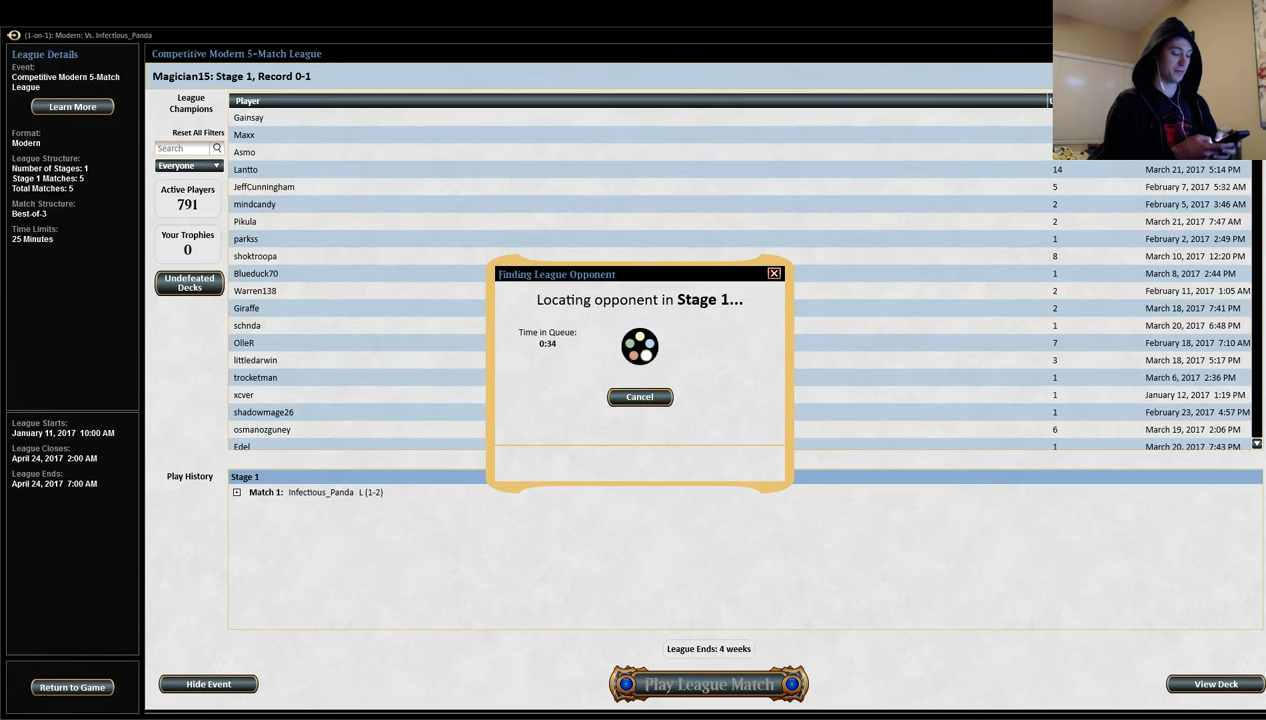 (1-on-1): Modern: Vs. Infectious_Panda
League Details
Event:
Competitive Modern 5-Match
League
Learn More
Format:
Modern
League Structure:
Number of Stages: 1
Stage 1 Matches: 5
Total Matches: 5
Match Structure:
Best-of-3
Time Limits:
25 Minutes
League Starts:
January 11, 2017 10:00 AM
League Closes:
April 24, 2017 2:00 AM
League Ends:
April 24, 2017 7:00 AM
Return to Game
Competitive Modern 5-Match League
Magician15: Stage 1, Record 0-1
League
Champions
Reset All Filters
Search
Everyone
Active Players
791
Your Trophies
0
Undefeated
Decks
Player
Gainsay
Maxx
Asmo
Lantto 14 March 21, 2017 5:14 PM
JeffCunningham 5 February 7, 2017 5:32 AM
mindcandy 2 February 5, 2017 3:46 AM
Pikula 2 March 21, 2017 7:47 AM
parkss 1 February 2, 2017 2:49 PM
shoktroopa 8 March 10, 2017 12:20 PM
Blueduck70 1 March 8, 2017 2:44 PM
Warren138 2 February 11, 2017 1:05 AM
Giraffe 2 March 18, 2017 7:41 PM
schnda 1 March 20, 2017 6:48 PM
OlleR 7 February 18, 2017 7:10 AM
littledarwin 3 March 18, 2017 5:17 PM
trocketman 1 March 6, 2017 2:36 PM
xcver 1 January 12, 2017 1:19 PM
shadowmage26 1 February 23, 2017 4:57 PM
osmanozguney 6 March 19, 2017 2:06 PM
Edel 1 March 20, 2017 7:43 PM
Finding League Opponent
Locating opponent in Stage 1...
Time in Queue:
0:34
Cancel
Play History
Stage 1
Match 1: Infectious_Panda L (1-2)
League Ends: 4 weeks
Hide Event
Play League Match
View Deck